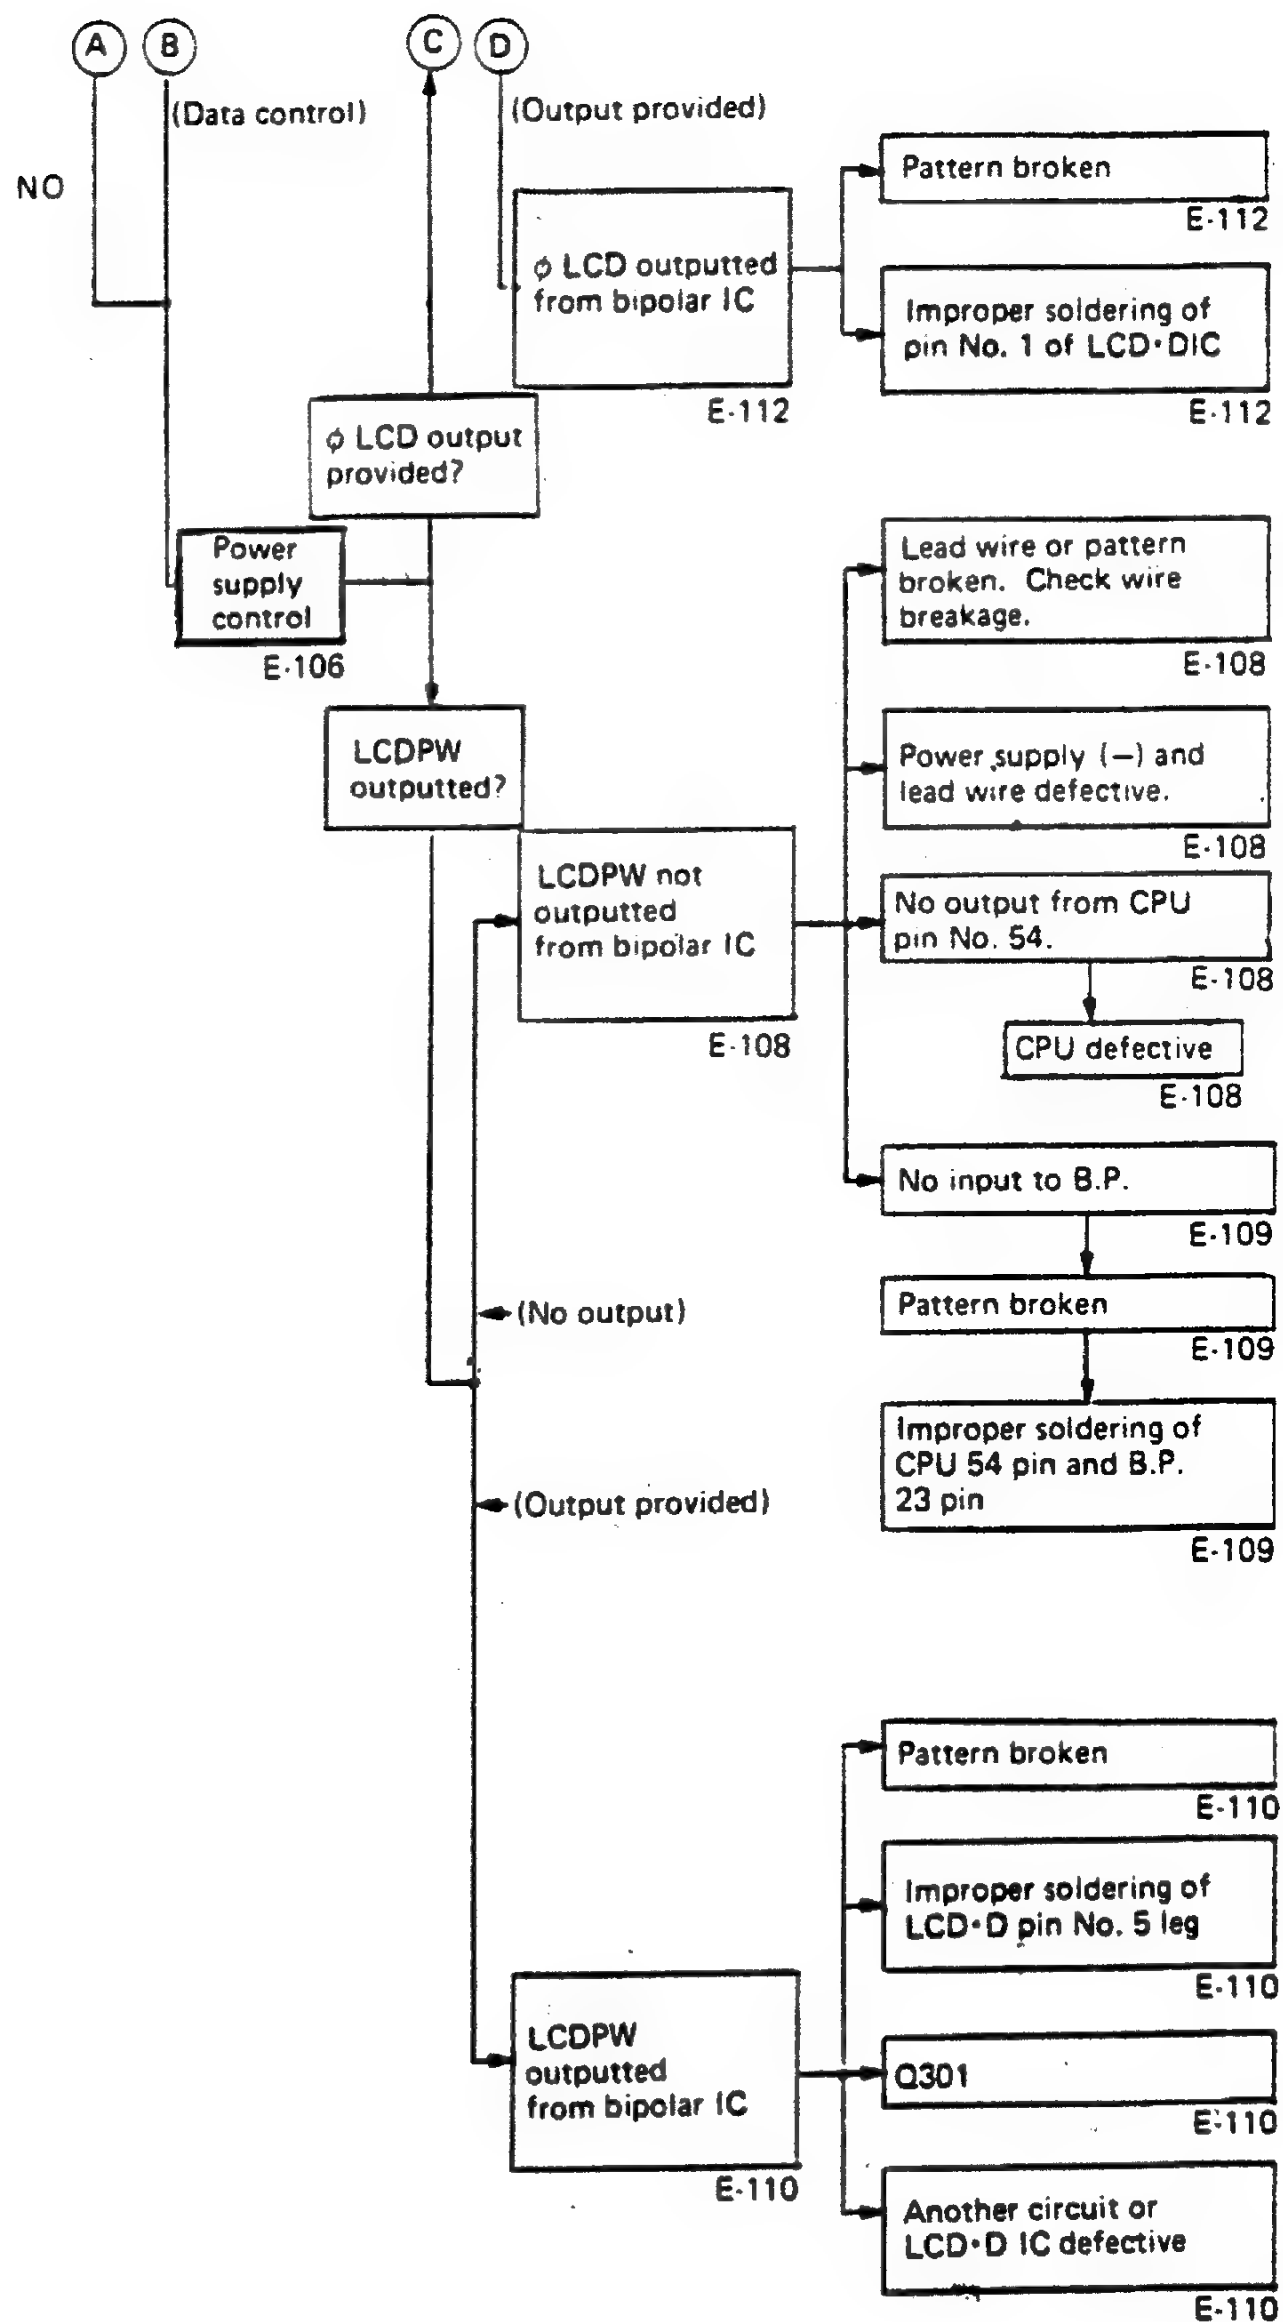 A B C D
(Data control)
(Output provided)
NO
Pattern broken
E-112
φ LCD outputted
from bipolar IC
E-112
Improper soldering of
pin No. 1 of LCD•DIC
E-112
φ LCD output
provided?
Power
supply
control
E-106
Lead wire or pattern
broken. Check wire
breakage.
E-108
LCDPW
outputted?
Power supply (−) and
lead wire defective.
E-108
LCDPW not
outputted
from bipolar IC
E-108
No output from CPU
pin No. 54.
E-108
CPU defective
E-108
No input to B.P.
E-109
(No output)
Pattern broken
E-109
Improper soldering of
CPU 54 pin and B.P.
23 pin
E-109
(Output provided)
Pattern broken
E-110
Improper soldering of
LCD•D pin No. 5 leg
E-110
LCDPW
outputted
from bipolar IC
E-110
Q301
E-110
Another circuit or
LCD•D IC defective
E-110